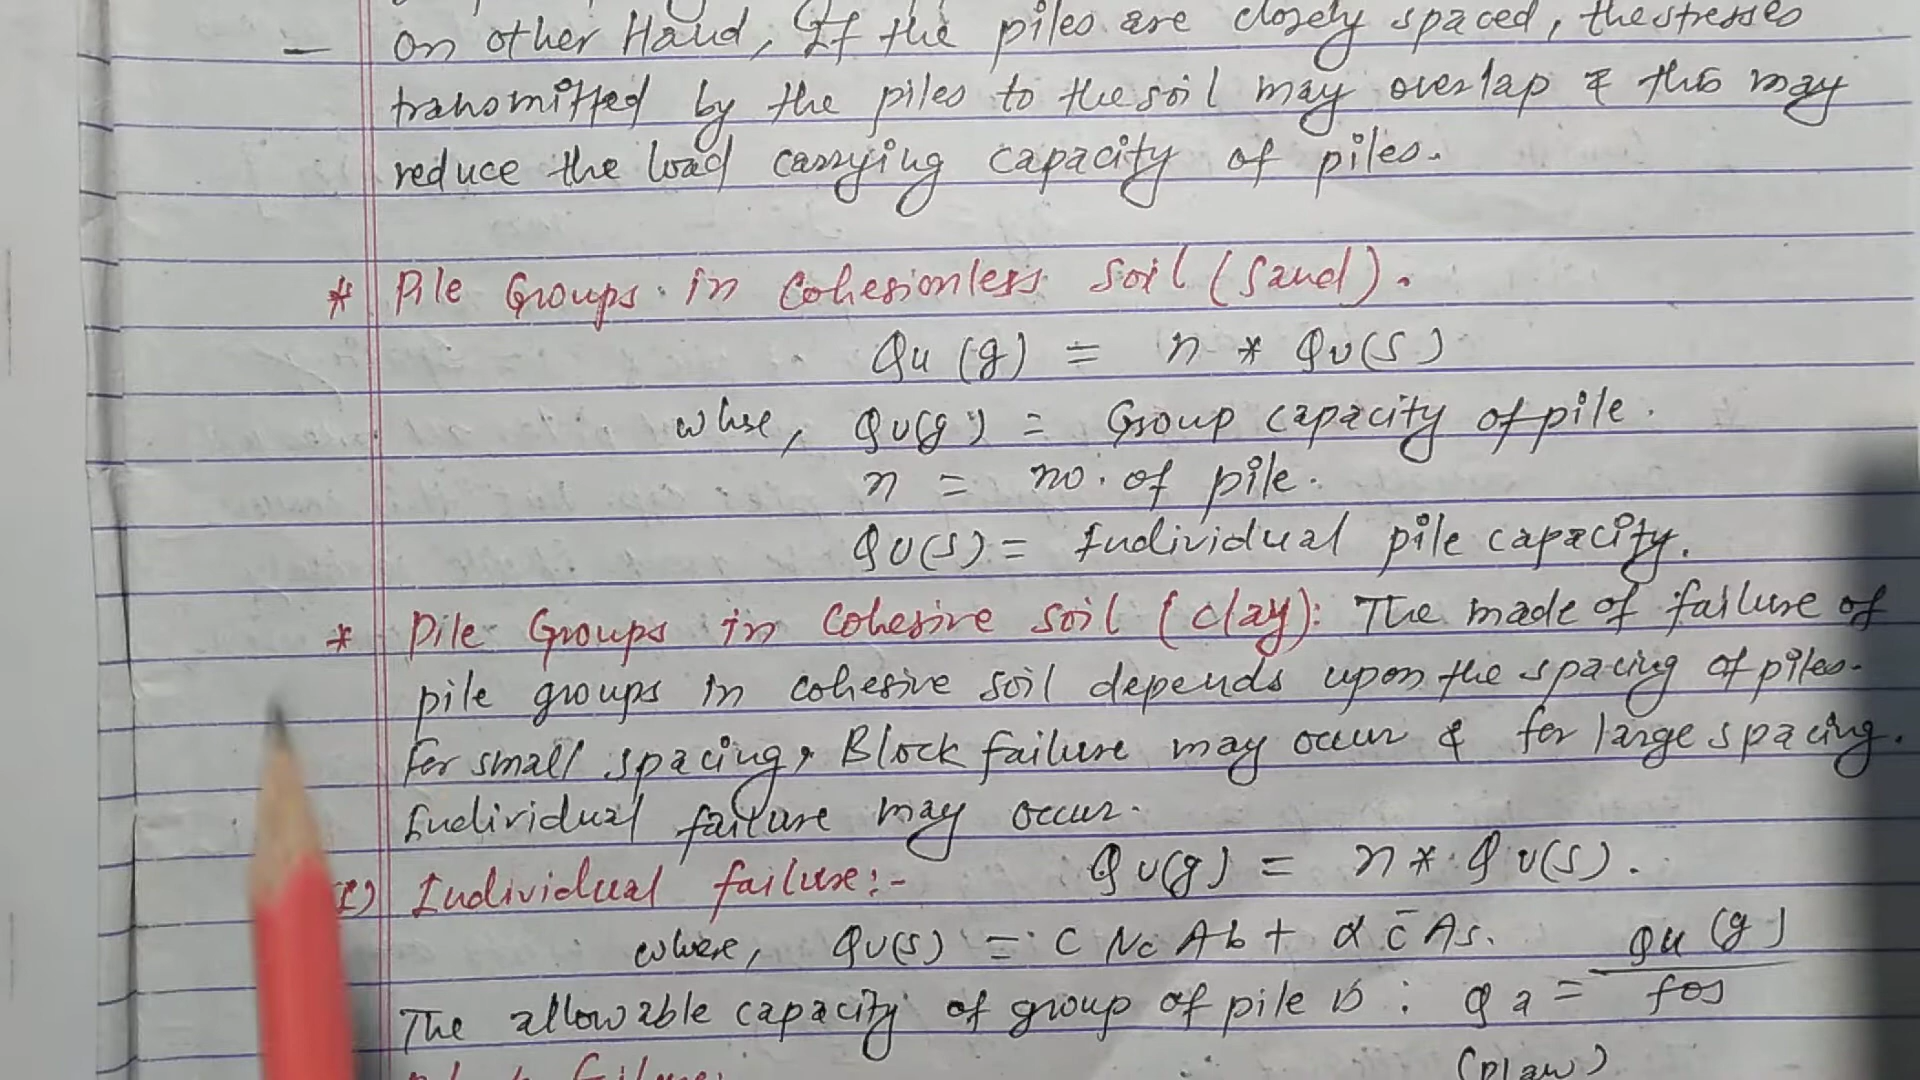 — On other Hand, If the piles are closely spaced, the stresses
transmitted by the piles to the soil may overlap & this may
reduce the load carrying capacity of piles.
* Pile Groups in Cohesionless Soil (Sand).
Qu (g) = n * Qu(s)
where, Qu(g) = Group capacity of pile.
n = no. of pile.
Qu(s) = Individual pile capacity.
* Pile Groups in Cohesive soil (clay): The made of failure of
pile groups in cohesive soil depends upon the spacing of piles.
For small spacing, Block failure may occur & for large spacing.
Individual failure may occur.
1) Individual failure:- Qu(g) = n * Qu(s).
where, Qu(s) = C Nc Ab + α c̄ As.
The allowable capacity of group of pile is : Qa = Qu (g) / fos
failure:
(plan)